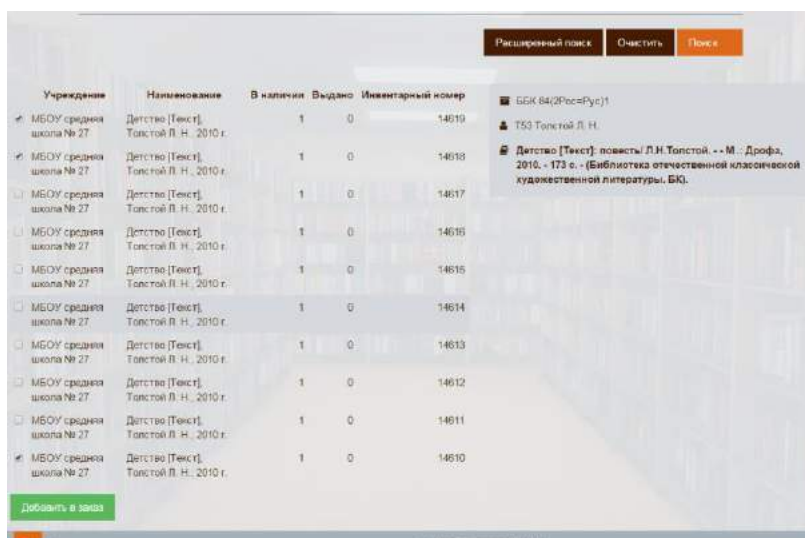 Расширенный поиск Очистить Поиск
Учреждение Наименование В наличии Выдано Инвентарный номер
МБОУ средняя Детство [Текст], 1 0 14619
школа № 27 Толстой Л. Н., 2010 г.
МБОУ средняя Детство [Текст], 1 0 14618
школа № 27 Толстой Л. Н., 2010 г.
МБОУ средняя Детство [Текст], 1 0 14617
школа № 27 Толстой Л. Н., 2010 г.
МБОУ средняя Детство [Текст], 1 0 14616
школа № 27 Толстой Л. Н., 2010 г.
МБОУ средняя Детство [Текст], 1 0 14615
школа № 27 Толстой Л. Н., 2010 г.
МБОУ средняя Детство [Текст], 1 0 14614
школа № 27 Толстой Л. Н., 2010 г.
МБОУ средняя Детство [Текст], 1 0 14613
школа № 27 Толстой Л. Н., 2010 г.
МБОУ средняя Детство [Текст], 1 0 14612
школа № 27 Толстой Л. Н., 2010 г.
МБОУ средняя Детство [Текст], 1 0 14611
школа № 27 Толстой Л. Н., 2010 г.
МБОУ средняя Детство [Текст], 1 0 14610
школа № 27 Толстой Л. Н., 2010 г.
Добавить в заказ
ББК 84(2Рос=Рус)1
Т53 Толстой Л. Н.
Детство [Текст]: повесть/ Л.Н.Толстой. - - М .: Дрофа,
2010. - 173 с. - (Библиотека отечественной классической
художественной литературы. БК).